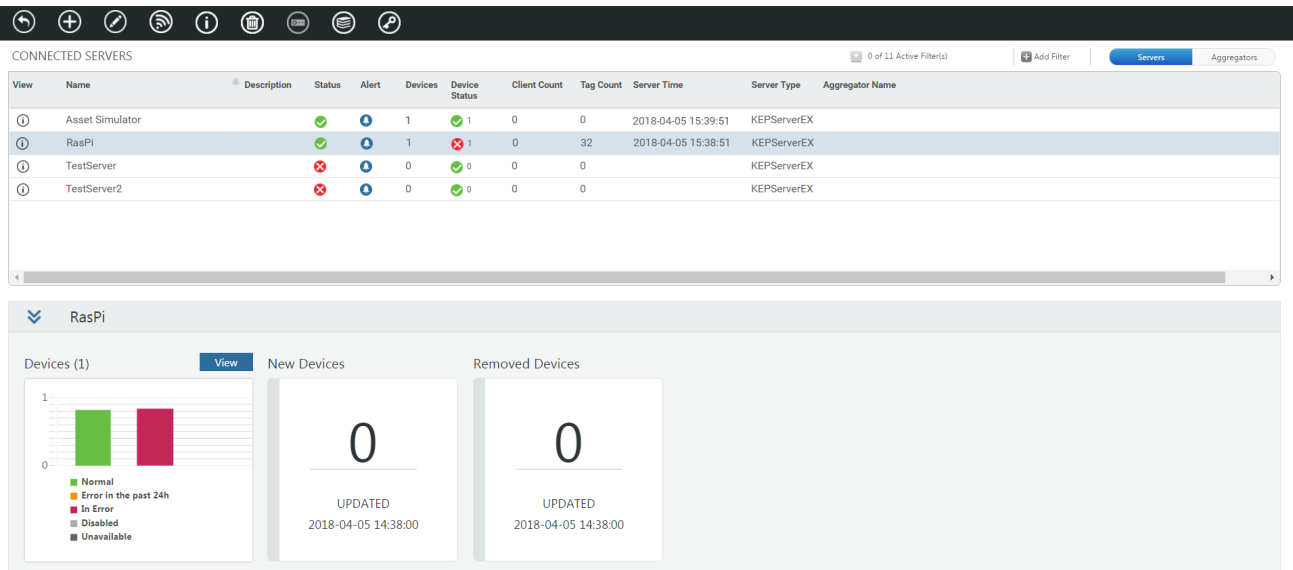 CONNECTED SERVERS 0 of 11 Active Filter(s) Add Filter Servers Aggregators
View Name Description Status Alert Devices Device Status Client Count Tag Count Server Time Server Type Aggregator Name
Asset Simulator 1 1 0 0 2018-04-05 15:39:51 KEPServerEX
RasPi 1 1 0 32 2018-04-05 15:38:51 KEPServerEX
TestServer 0 0 0 0 KEPServerEX
TestServer2 0 0 0 0 KEPServerEX
RasPi
Devices (1) View New Devices Removed Devices
1
0
Normal
Error in the past 24h
In Error
Disabled
Unavailable
0
UPDATED
2018-04-05 14:38:00
0
UPDATED
2018-04-05 14:38:00